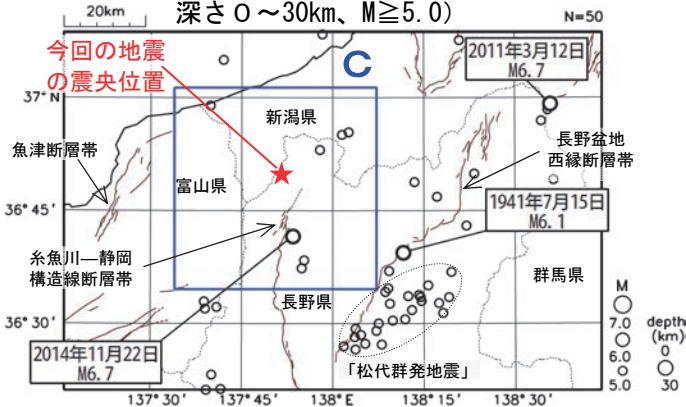 深さ0～30km、M≧5.0)
20km
N=50
今回の地震
の震央位置
C
2011年3月12日
M6.7
37°N
新潟県
魚津断層帯
長野盆地
西縁断層帯
富山県
36°45'
1941年7月15日
M6.1
糸魚川―静岡
構造線断層帯
群馬県
長野県
36°30'
2014年11月22日
M6.7
「松代群発地震」
M
7.0
6.0
5.0
depth
(km)
0
30
137°30'
137°45'
138°E
138°15'
138°30'